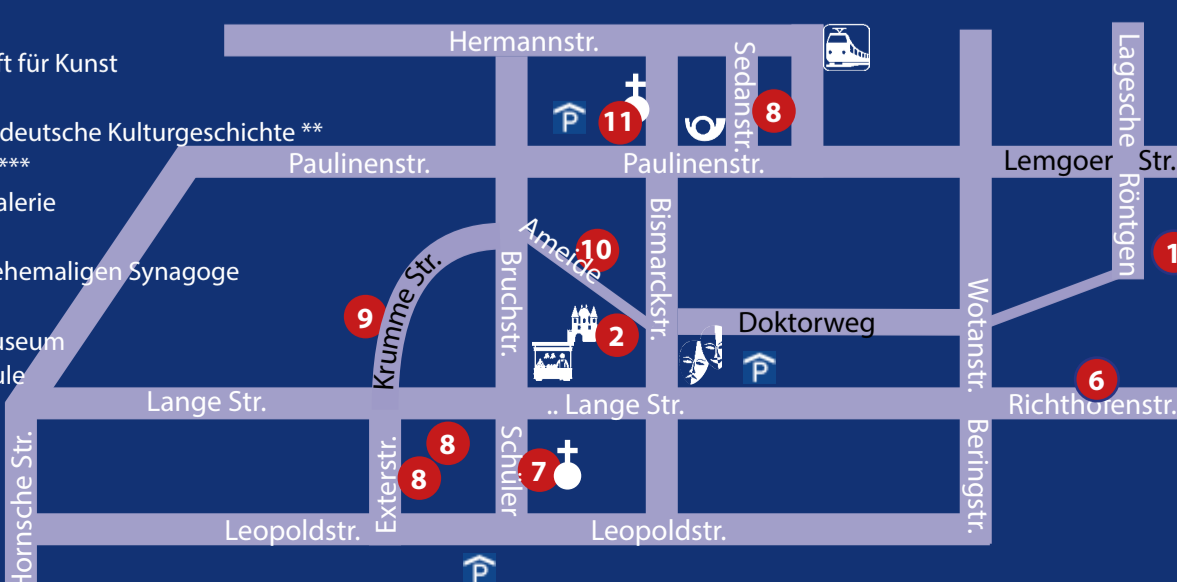 Hermannstr.
ft für Kunst
Sedanstr.
Lagesche
deutsche Kulturgeschichte **
P
11
8
***
Paulinenstr.
Paulinenstr.
Lemgoer Str.
alerie
Röntgen
Bismarckstr.
Ameide
10
ehemaligen Synagoge
1
Krumme Str.
Bruchstr.
Wotanstr.
9
2
Doktorweg
useum
P
ule
6
Lange Str.
.. Lange Str.
Richthofenstr.
Hornsche Str.
Exterstr.
8
8
Schüler
7
Beringstr.
Leopoldstr.
Leopoldstr.
P